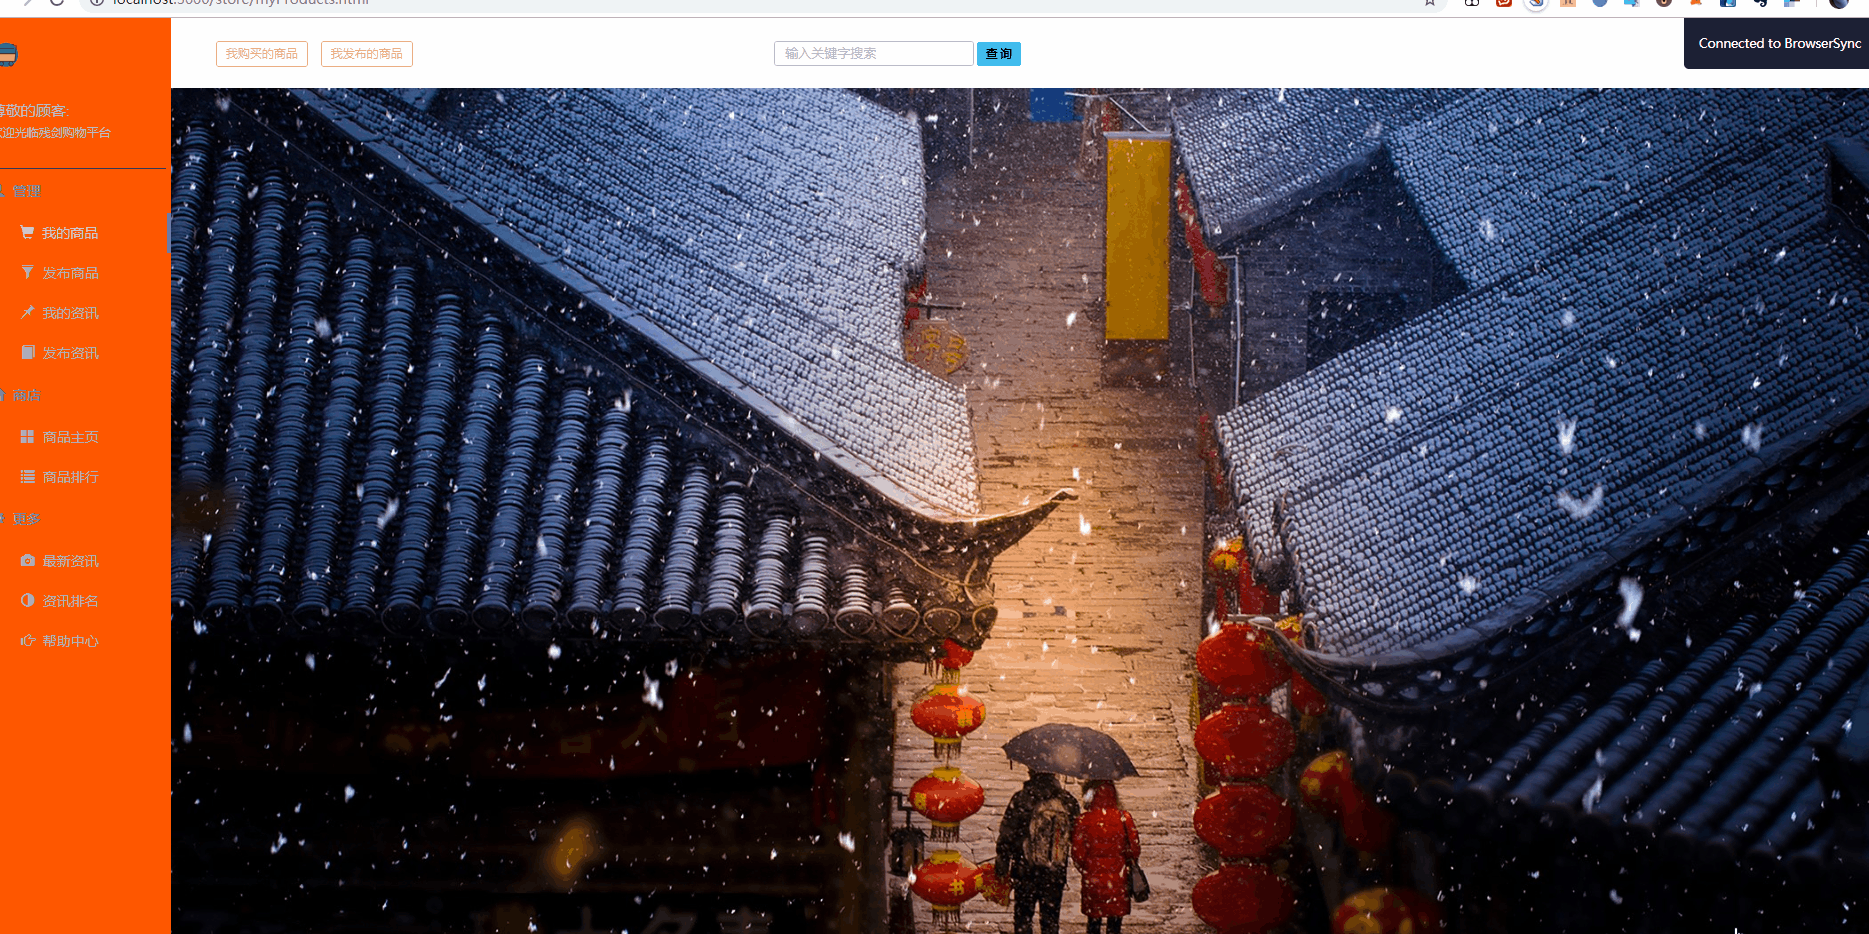 localhost:3000/store/myProducts.html
我购买的商品
我发布的商品
输入关键字搜索
查 询
Connected to BrowserSync
尊敬的顾客:
欢迎光临残剑购物平台
管理
我的商品
发布商品
我的资讯
发布资讯
商店
商品主页
商品排行
更多
最新资讯
资讯排名
帮助中心
书